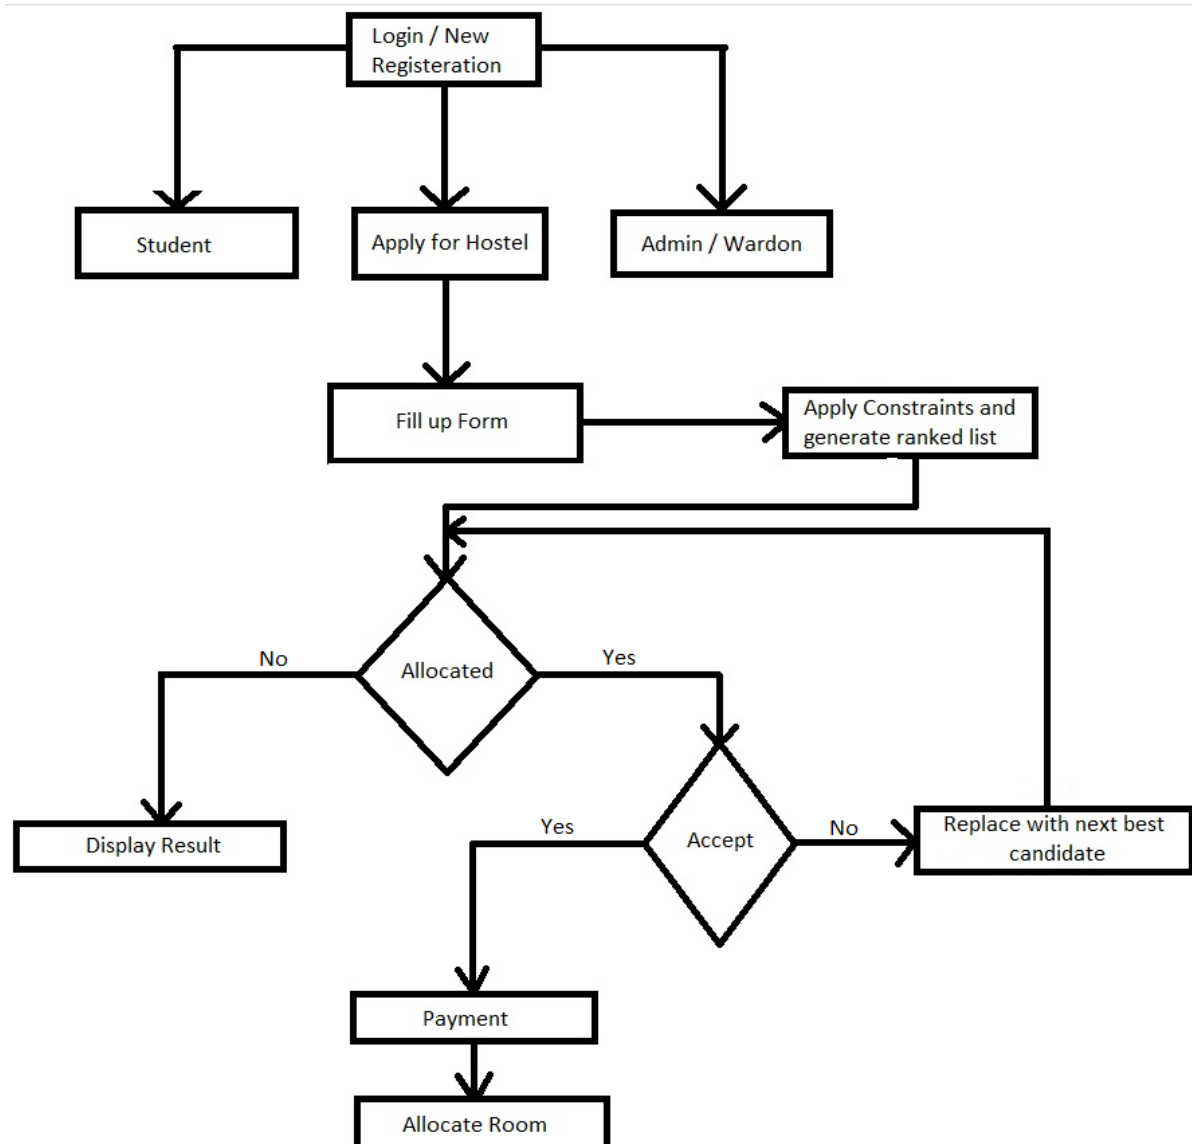 Login / New
Registeration
Student
Apply for Hostel
Admin / Wardon
Fill up Form
Apply Constraints and
generate ranked list
No
Allocated
Yes
Yes
Accept
No
Replace with next best
candidate
Display Result
Payment
Allocate Room